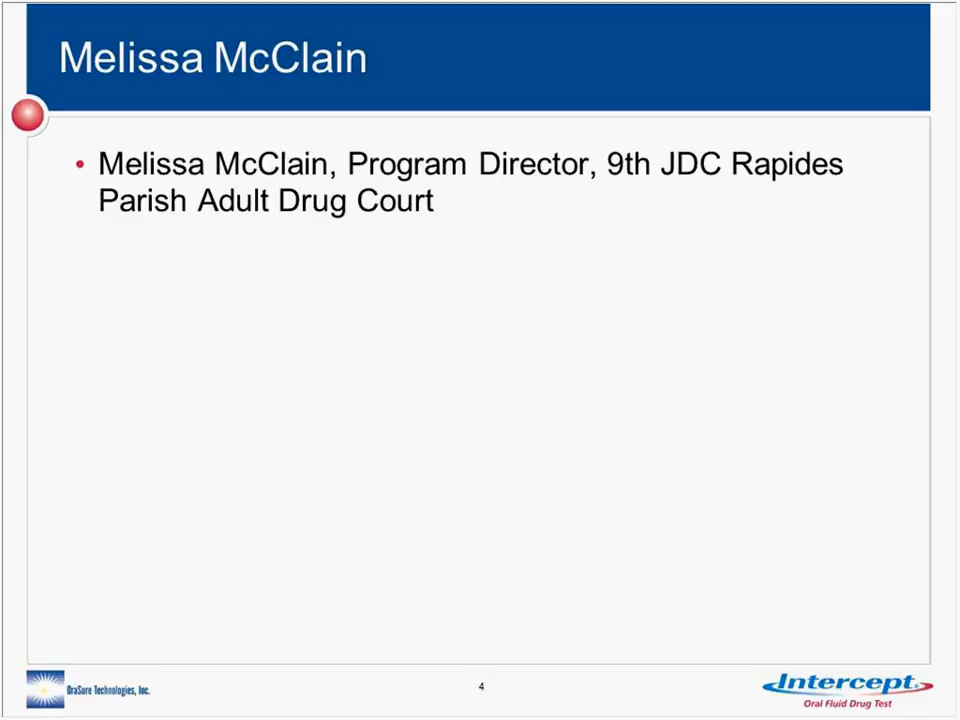 Melissa McClain
• Melissa McClain, Program Director, 9th JDC Rapides
Parish Adult Drug Court
OraSure Technologies, Inc.
4
Intercept®
Oral Fluid Drug Test